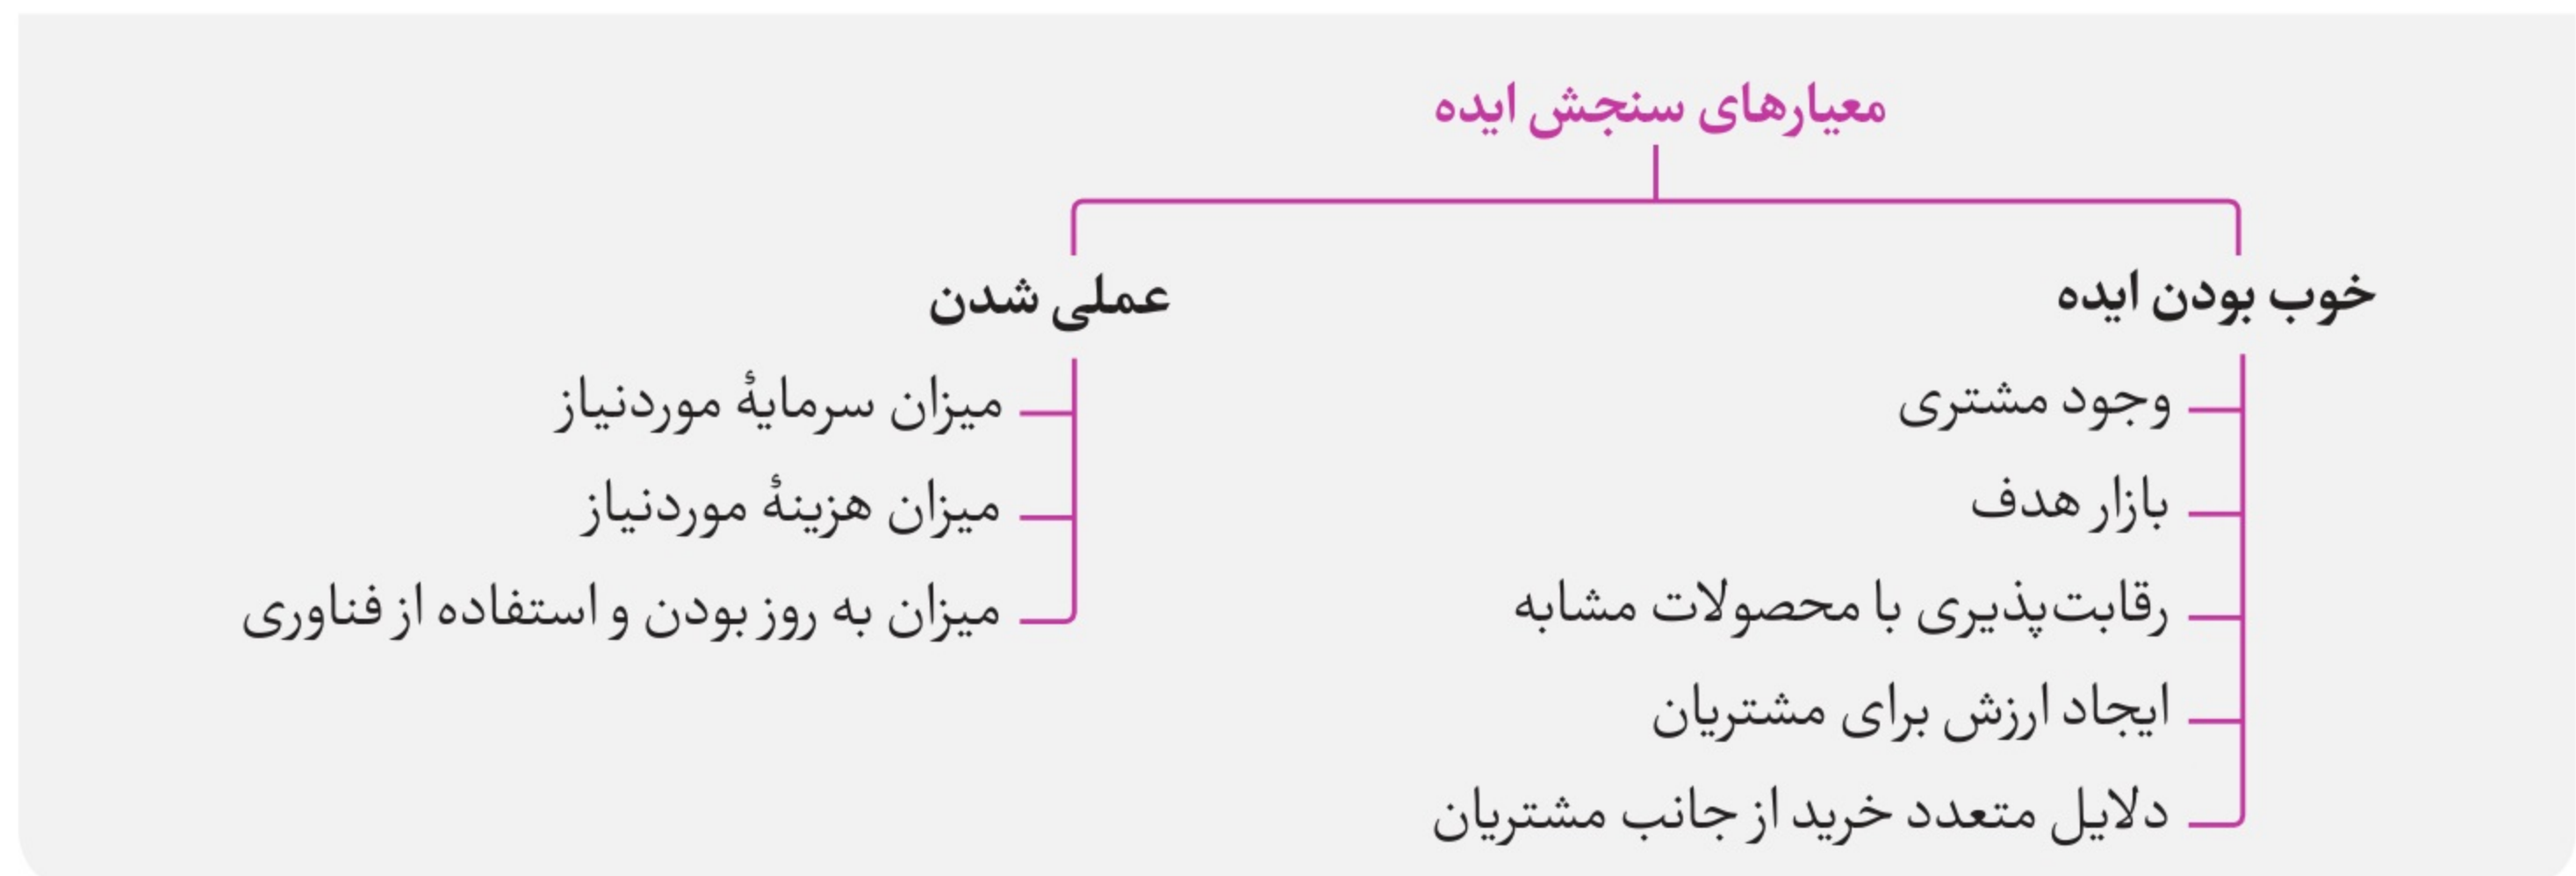 معیارهای سنجش ایده
خوب بودن ایده
وجود مشتری
بازار هدف
رقابت‌پذیری با محصولات مشابه
ایجاد ارزش برای مشتریان
دلایل متعدد خرید از جانب مشتریان
عملی شدن
میزان سرمایهٔ موردنیاز
میزان هزینهٔ موردنیاز
میزان به روز بودن و استفاده از فناوری